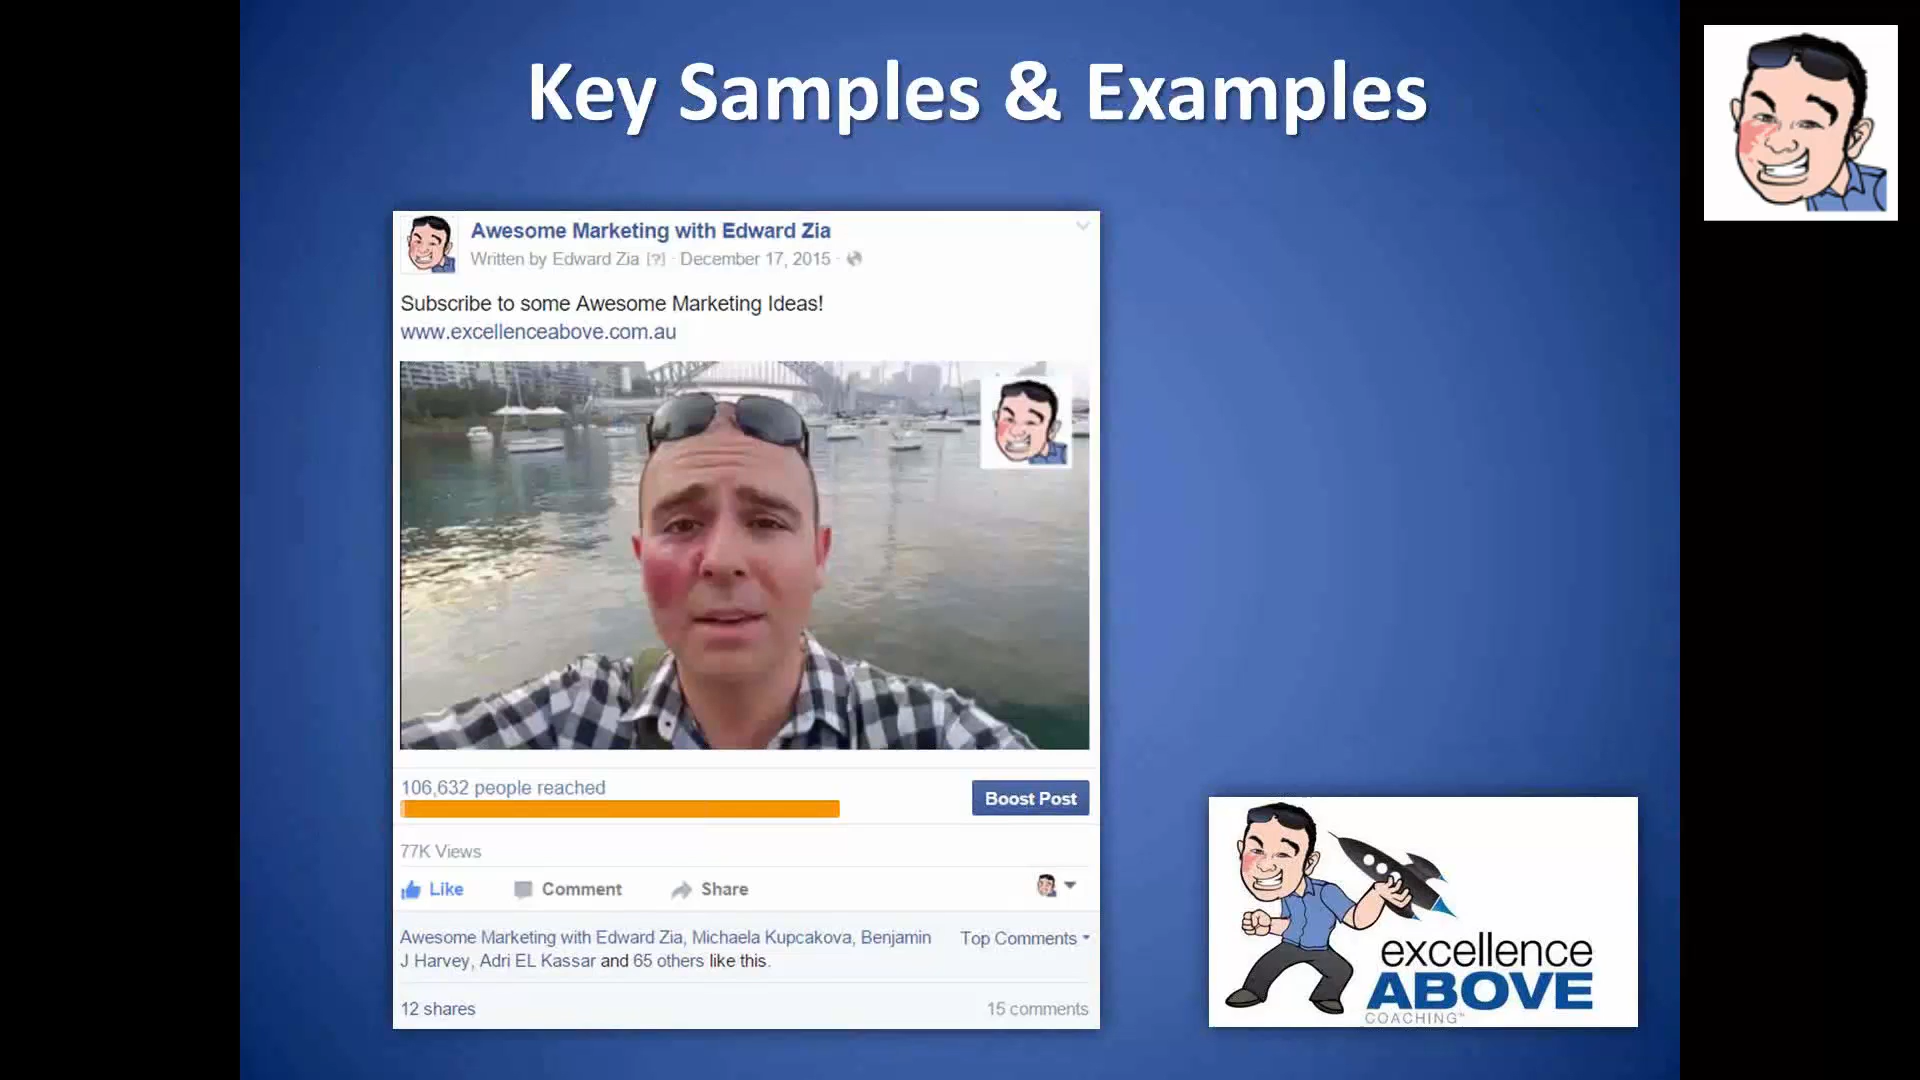 Key Samples & Examples
Awesome Marketing with Edward Zia
Written by Edward Zia [?] · December 17, 2015 ·
Subscribe to some Awesome Marketing Ideas!
www.excellenceabove.com.au
106,632 people reached
Boost Post
77K Views
Like Comment Share
Awesome Marketing with Edward Zia, Michaela Kupcakova, Benjamin
J Harvey, Adri EL Kassar and 65 others like this.
Top Comments
12 shares
15 comments
excellence
ABOVE
COACHING™